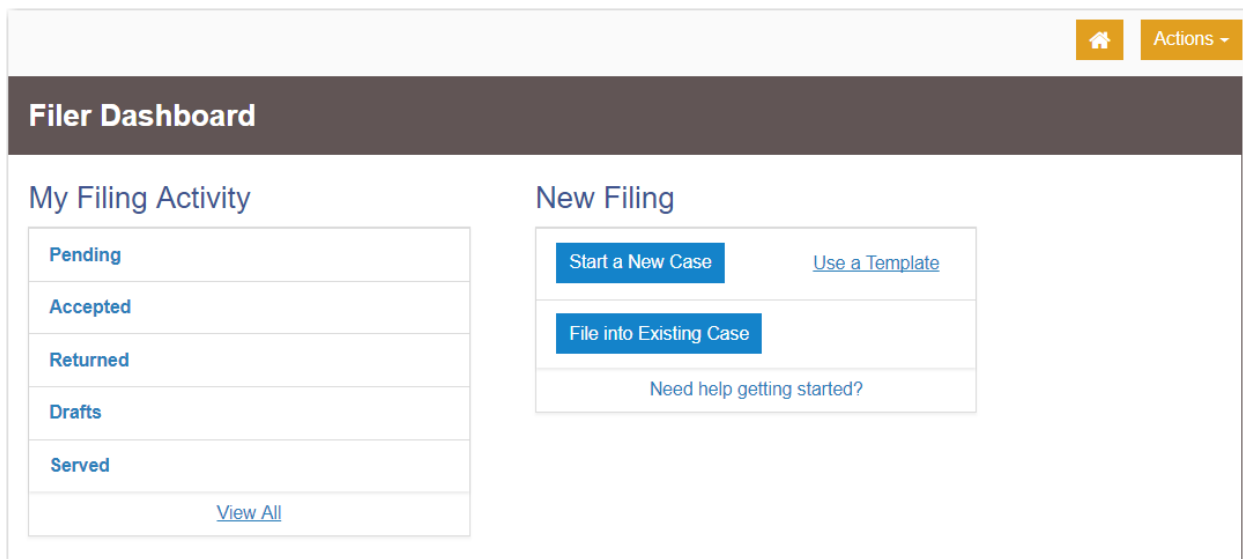 Actions
Filer Dashboard
My Filing Activity
Pending
Accepted
Returned
Drafts
Served
View All
New Filing
Start a New Case
Use a Template
File into Existing Case
Need help getting started?